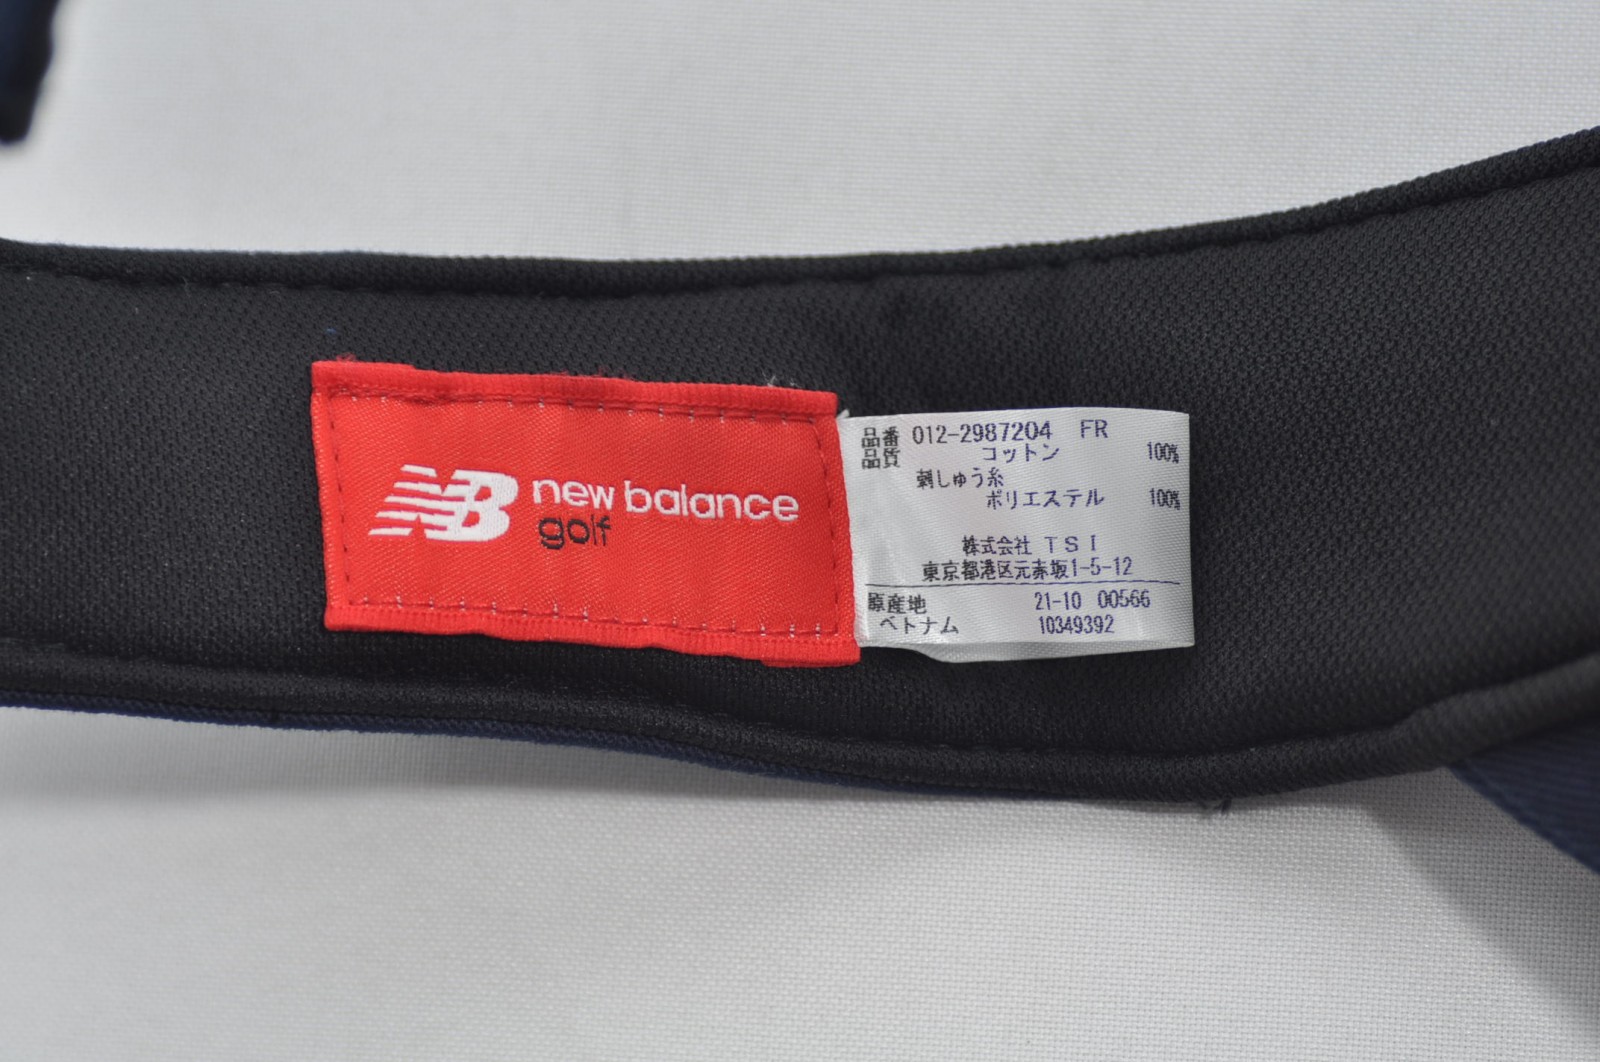 NB new balance
golf
品番 012-2987204 FR
品質 コットン 100%
刺しゅう糸
ポリエステル 100%
株式会社 TSI
東京都港区元赤坂1-5-12
原産地 21-10 00566
ベトナム 10349392